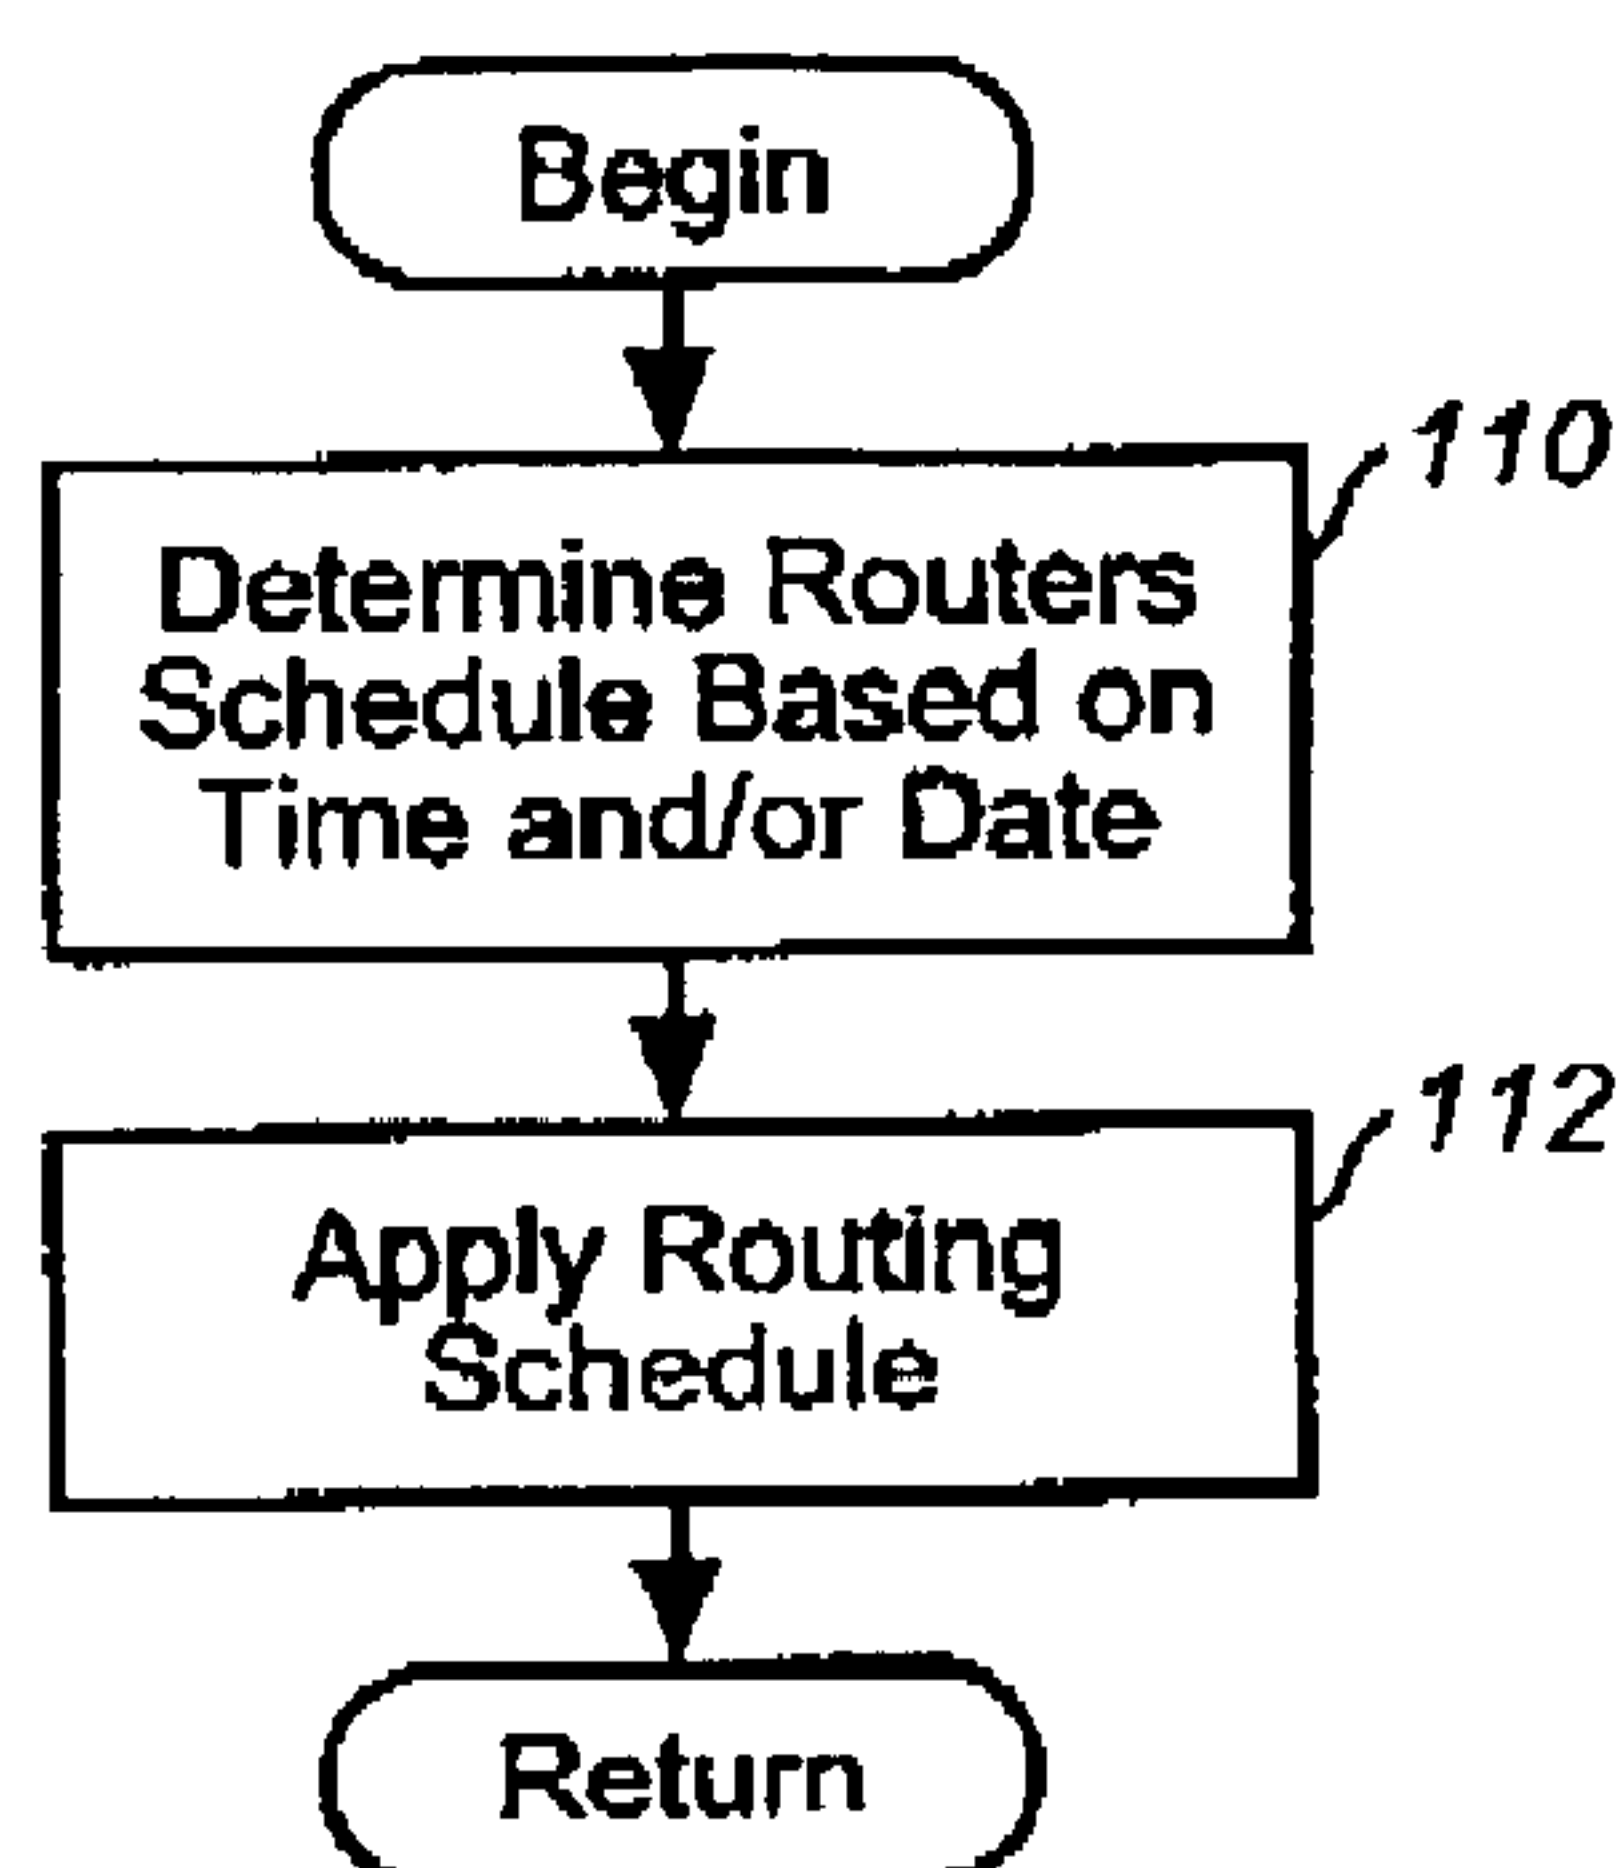 Begin
110
Determine Routers
Schedule Based on
Time and/or Date
112
Apply Routing
Schedule
Return